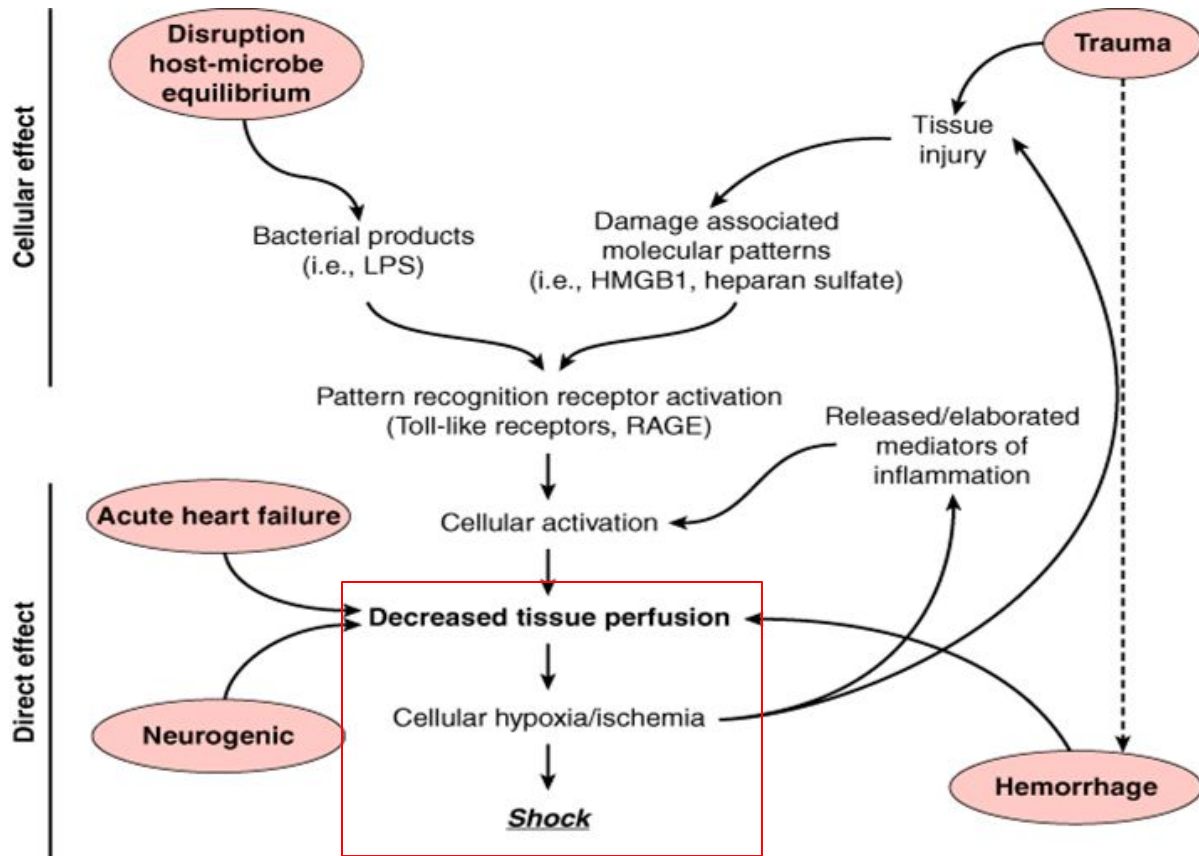 Cellular effect
Disruption
host-microbe
equilibrium
Trauma
Tissue
injury
Bacterial products
(i.e., LPS)
Damage associated
molecular patterns
(i.e., HMGB1, heparan sulfate)
Pattern recognition receptor activation
(Toll-like receptors, RAGE)
Released/elaborated
mediators of
inflammation
Direct effect
Acute heart failure
Cellular activation
Decreased tissue perfusion
Neurogenic
Cellular hypoxia/ischemia
Hemorrhage
Shock